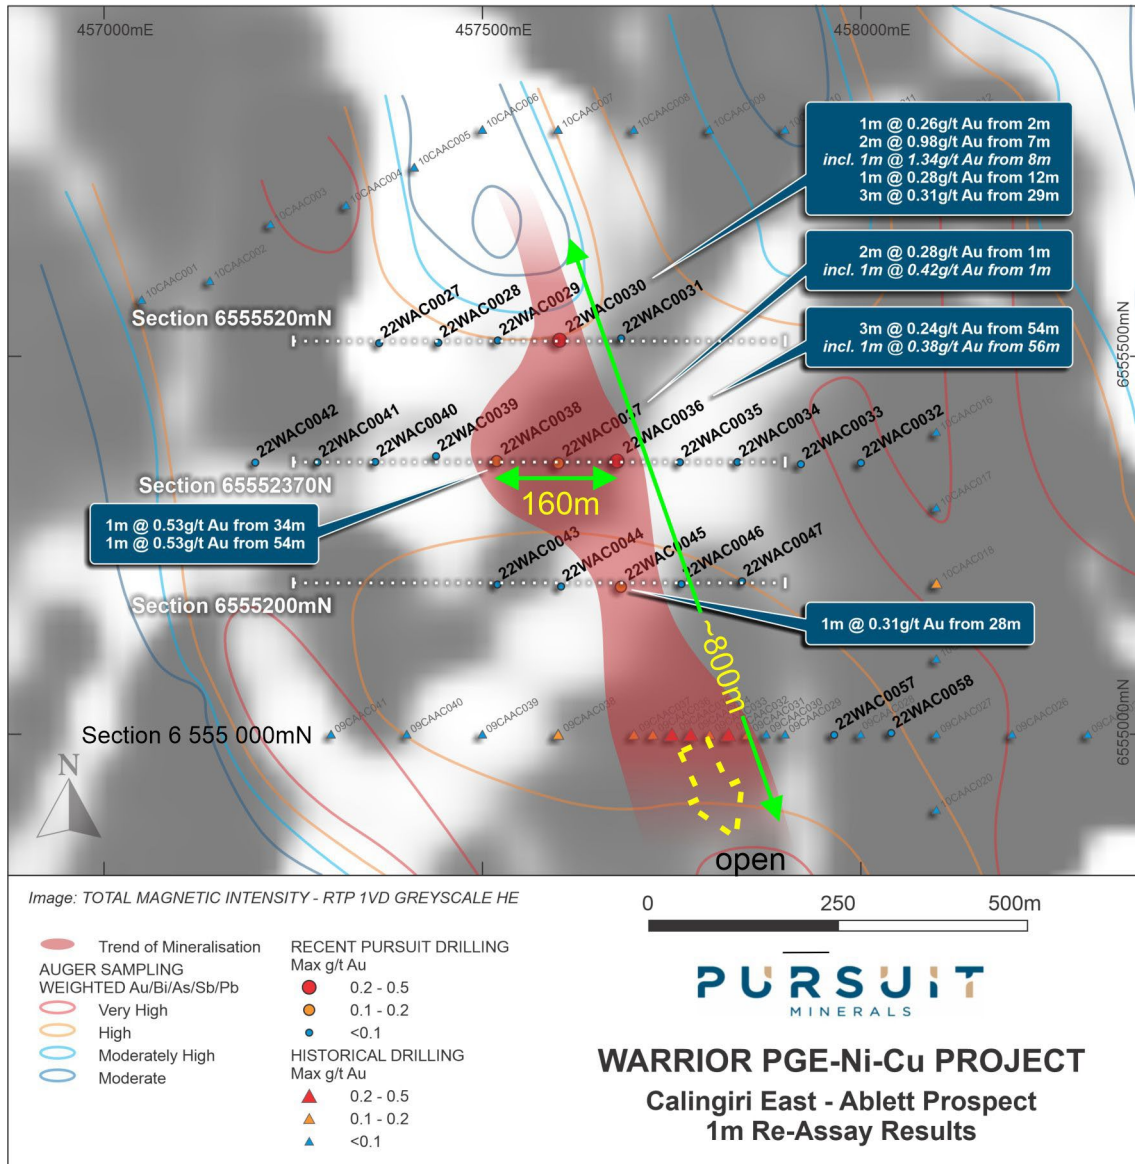 457000mE
457500mE
458000mE
10CAAC006
10CAAC007
10CAAC008
10CAAC009
10CAAC005
10CAAC004
10CAAC003
10CAAC002
10CAAC001
1m @ 0.26g/t Au from 2m
2m @ 0.98g/t Au from 7m
incl. 1m @ 1.34g/t Au from 8m
1m @ 0.28g/t Au from 12m
3m @ 0.31g/t Au from 29m
2m @ 0.28g/t Au from 1m
incl. 1m @ 0.42g/t Au from 1m
3m @ 0.24g/t Au from 54m
incl. 1m @ 0.38g/t Au from 56m
Section 6555520mN
22WAC0027
22WAC0028
22WAC0029
22WAC0030
22WAC0031
6555500mN
22WAC0042
22WAC0041
22WAC0040
22WAC0039
22WAC0038
22WAC0037
22WAC0036
22WAC0035
22WAC0034
22WAC0033
22WAC0032
10CAAC016
Section 65552370N
160m
10CAAC017
1m @ 0.53g/t Au from 34m
1m @ 0.53g/t Au from 54m
22WAC0043
22WAC0044
22WAC0045
22WAC0046
22WAC0047
10CAAC018
Section 6555200mN
1m @ 0.31g/t Au from 28m
~800m
Section 6 555 000mN
09CAAC041
09CAAC040
09CAAC039
09CAAC038
09CAAC029
22WAC0057
22WAC0058
09CAAC027
09CAAC026
6555000mN
10CAAC020
N
open
Image: TOTAL MAGNETIC INTENSITY - RTP 1VD GREYSCALE HE
Trend of Mineralisation
AUGER SAMPLING
WEIGHTED Au/Bi/As/Sb/Pb
Very High
High
Moderately High
Moderate
RECENT PURSUIT DRILLING
Max g/t Au
0.2 - 0.5
0.1 - 0.2
<0.1
HISTORICAL DRILLING
Max g/t Au
0.2 - 0.5
0.1 - 0.2
<0.1
0 250 500m
PURSUIT
MINERALS
WARRIOR PGE-Ni-Cu PROJECT
Calingiri East - Ablett Prospect
1m Re-Assay Results